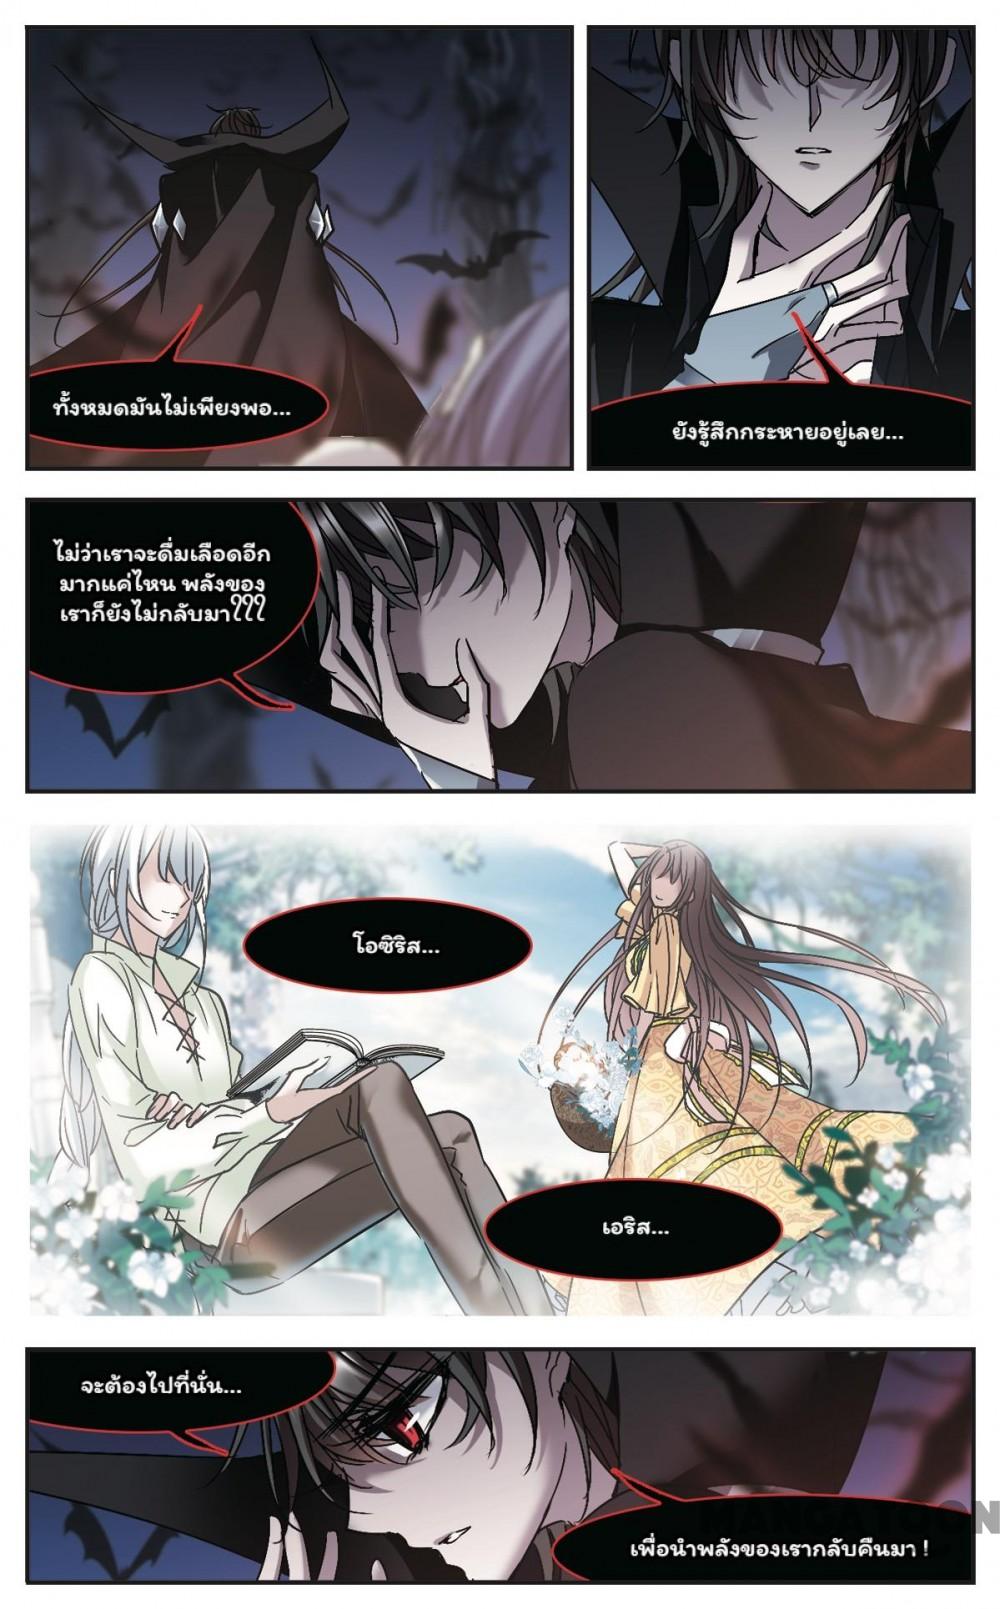 ทั้งหมดมันไม่เพียงพอ...
ยังรู้สึกกระหายอยู่เลย...
ไม่ว่าเราจะดื่มเลือดอีก
มากแค่ไหน พลังของ
เราก็ยังไม่กลับมา???
โอซิริส...
เอริส...
จะต้องไปที่นั่น...
MANGATOON
เพื่อนำพลังของเรากลับคืนมา !